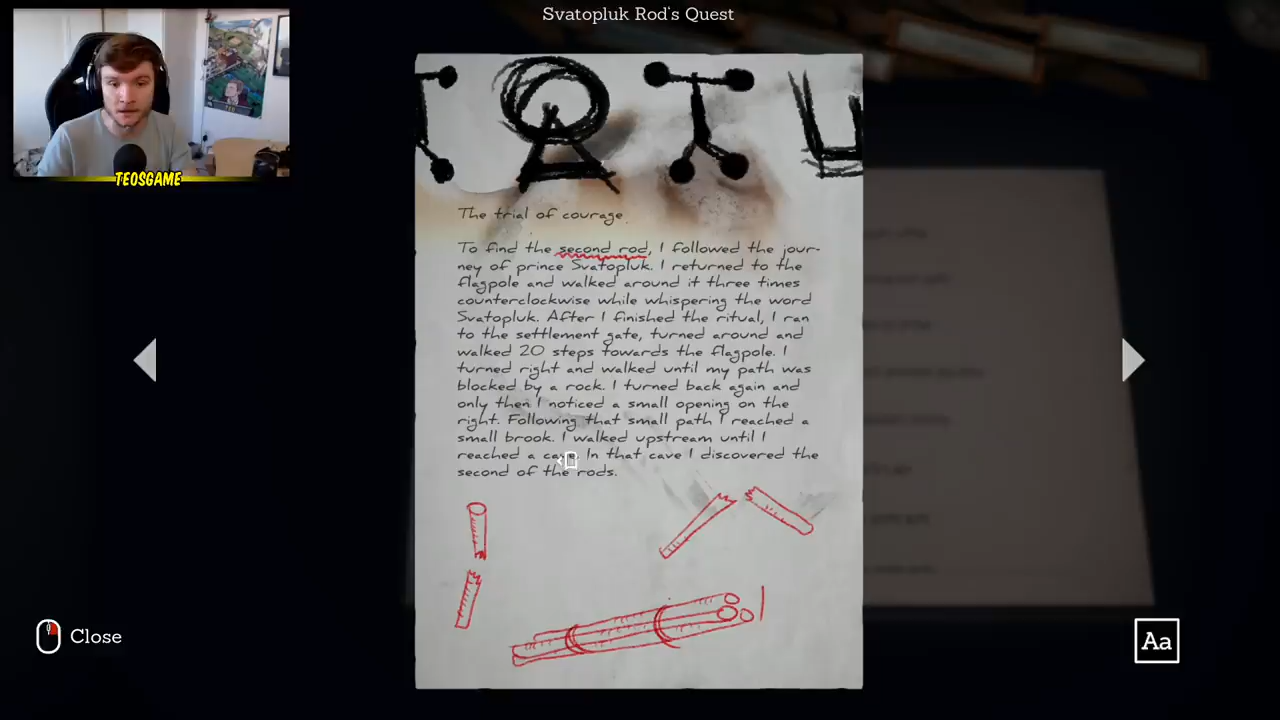 Svatopluk Rod's Quest
TEOSGAME
The trial of courage.
To find the second rod, I followed the jour-
ney of prince Svatopluk. I returned to the
flagpole and walked around it three times
counterclockwise while whispering the word
Svatopluk. After I finished the ritual, I ran
to the settlement gate, turned around and
walked 20 steps towards the flagpole. I
turned right and walked until my path was
blocked by a rock. I turned back again and
only then I noticed a small opening on the
right. Following that small path I reached a
small brook. I walked upstream until I
reached a cave. In that cave I discovered the
second of the rods.
Close
Aa